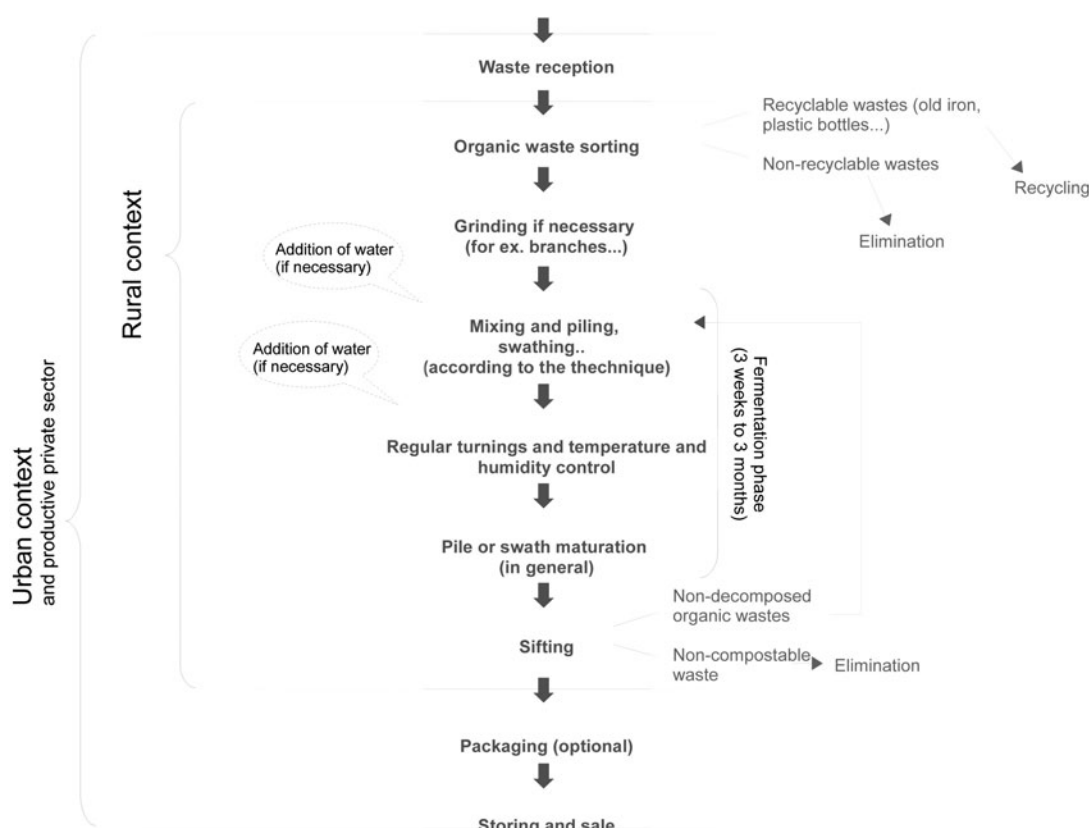 Waste reception
Recyclable wastes (old iron,
plastic bottles...)
Organic waste sorting
Non-recyclable wastes
Recycling
Rural context
Grinding if necessary
(for ex. branches...)
Elimination
Addition of water
(if necessary)
Mixing and piling,
swathing..
(according to the thechnique)
Addition of water
(if necessary)
Fermentation phase
(3 weeks to 3 months)
Urban context
and productive private sector
Regular turnings and temperature and
humidity control
Pile or swath maturation
(in general)
Non-decomposed
organic wastes
Sifting
Non-compostable
waste
Elimination
Packaging (optional)
Storing and sale